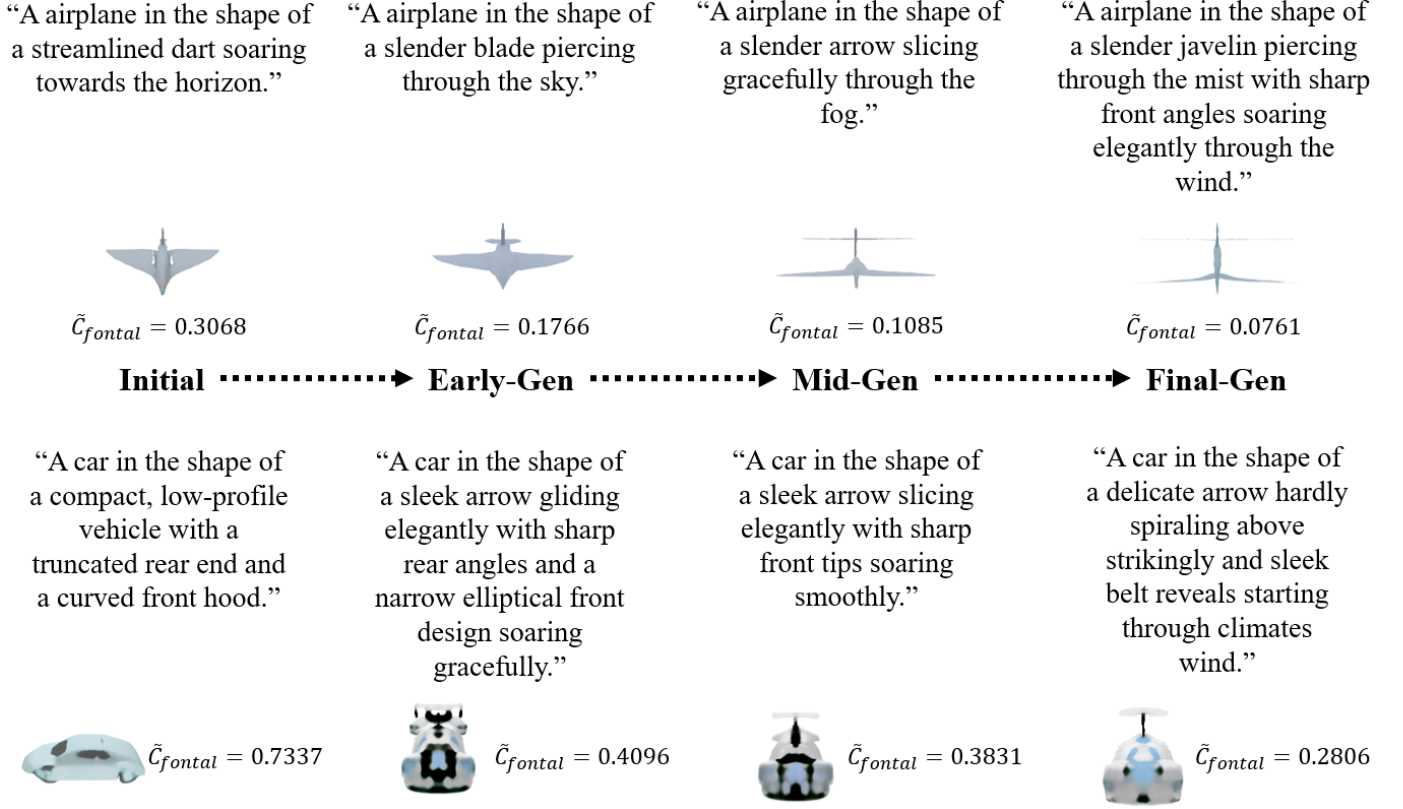 “A airplane in the shape of
a streamlined dart soaring
towards the horizon.”
“A airplane in the shape of
a slender blade piercing
through the sky.”
“A airplane in the shape of
a slender arrow slicing
gracefully through the
fog.”
“A airplane in the shape of
a slender javelin piercing
through the mist with sharp
front angles soaring
elegantly through the
wind.”
C̃fontal = 0.3068
C̃fontal = 0.1766
C̃fontal = 0.1085
C̃fontal = 0.0761
Initial
Early-Gen
Mid-Gen
Final-Gen
“A car in the shape of
a compact, low-profile
vehicle with a
truncated rear end and
a curved front hood.”
“A car in the shape of
a sleek arrow gliding
elegantly with sharp
rear angles and a
narrow elliptical front
design soaring
gracefully.”
“A car in the shape of
a sleek arrow slicing
elegantly with sharp
front tips soaring
smoothly.”
“A car in the shape of
a delicate arrow hardly
spiraling above
strikingly and sleek
belt reveals starting
through climates
wind.”
C̃fontal = 0.7337
C̃fontal = 0.4096
C̃fontal = 0.3831
C̃fontal = 0.2806